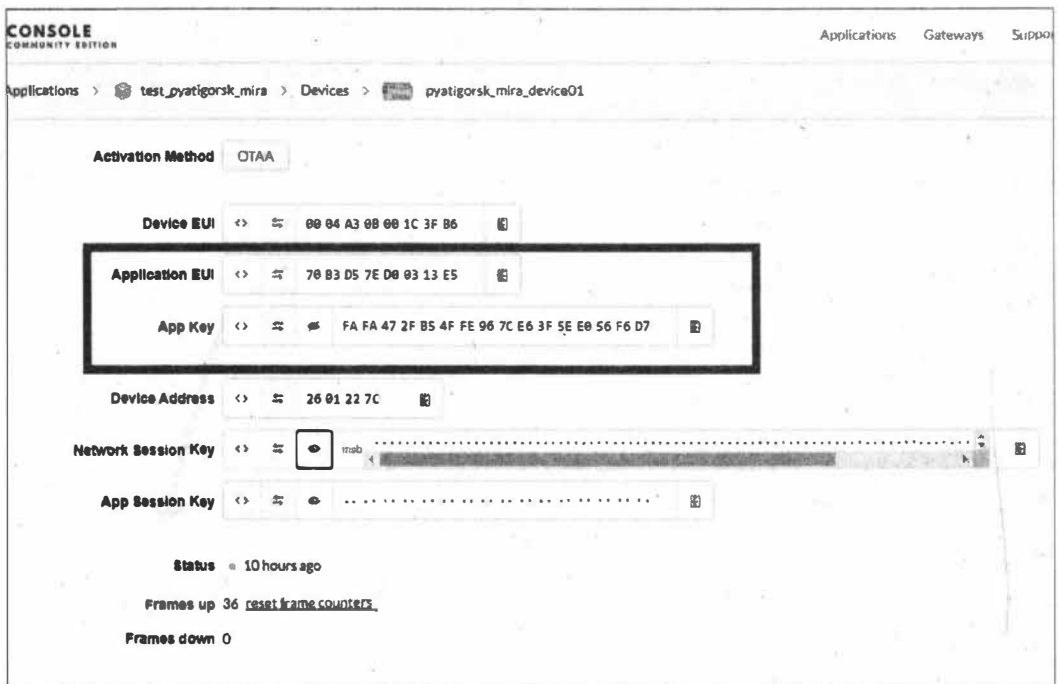 CONSOLE
COMMUNITY EDITION
Applications Gateways Suppo
Applications > test_pyatigorsk_mira > Devices > pyatigorsk_mira_device01
Activation Method OTAA
Device EUI <> 00 04 A3 0B 00 1C 3F B6
Application EUI <> 70 B3 D5 7E D0 03 13 E5
App Key <> FA FA 47 2F B5 4F FE 96 7C E6 3F 5E E0 56 F6 D7
Device Address <> 26 01 22 7C
Network Session Key <> msb
App Session Key <>
Status 10 hours ago
Frames up 36 reset frame counters
Frames down 0